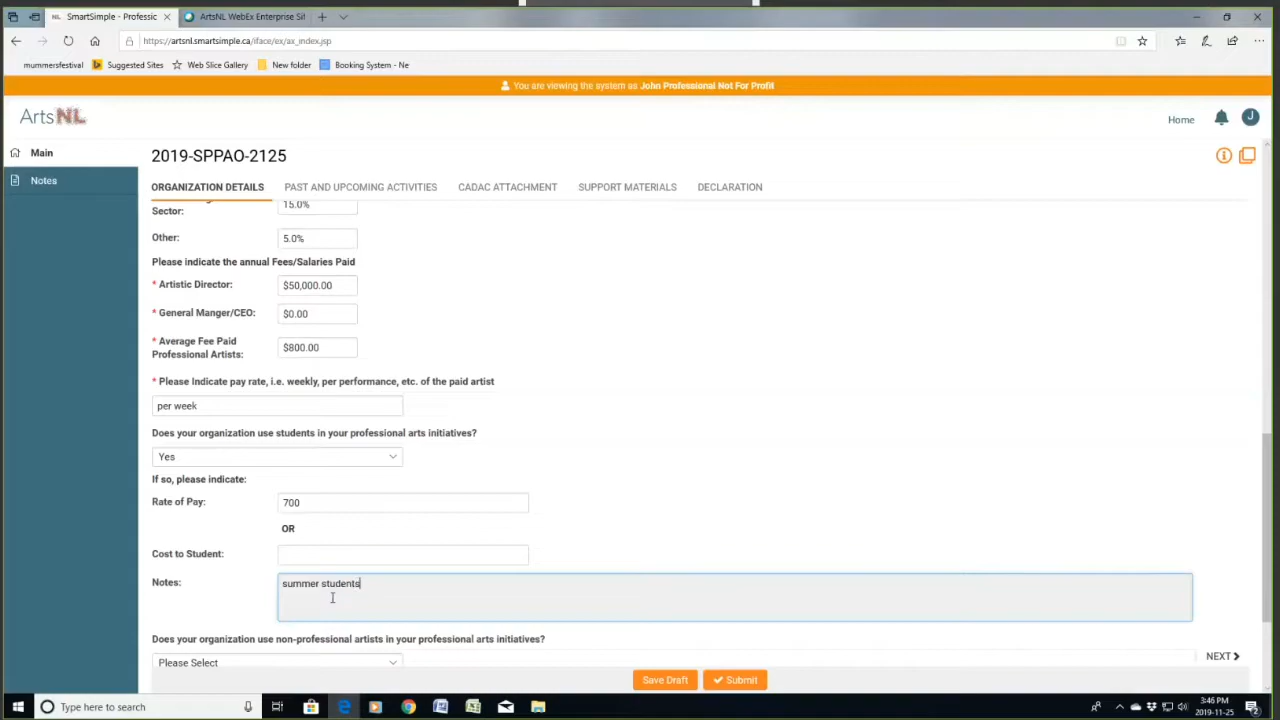 SmartSimple - Professic
ArtsNL WebEx Enterprise Sit
https://artsnl.smartsimple.ca/iface/ex/ax_index.jsp
mummersfestival
Suggested Sites
Web Slice Gallery
New folder
Booking System - Ne
You are viewing the system as John Professional Not For Profit
ArtsNL
Home
J
Main
Notes
2019-SPPAO-2125
ORGANIZATION DETAILS PAST AND UPCOMING ACTIVITIES CADAC ATTACHMENT SUPPORT MATERIALS DECLARATION
Sector: 15.0%
Other: 5.0%
Please indicate the annual Fees/Salaries Paid
* Artistic Director: $50,000.00
* General Manger/CEO: $0.00
* Average Fee Paid
Professional Artists: $800.00
* Please Indicate pay rate, i.e. weekly, per performance, etc. of the paid artist
per week
Does your organization use students in your professional arts initiatives?
Yes
If so, please indicate:
Rate of Pay: 700
OR
Cost to Student:
Notes: summer students
Does your organization use non-professional artists in your professional arts initiatives?
Please Select
NEXT
Save Draft
Submit
Type here to search
3:46 PM
2019-11-25
2